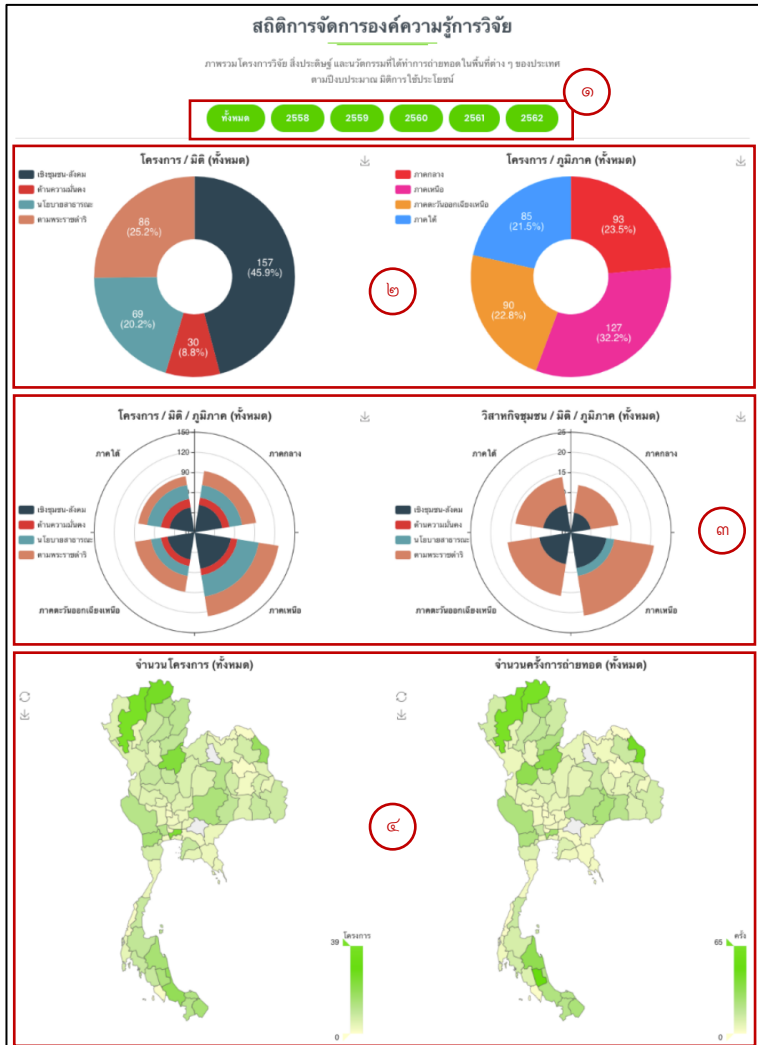 สถิติการจัดการองค์ความรู้การวิจัย
ภาพรวมโครงการวิจัย สิ่งประดิษฐ์ และนวัตกรรมที่ได้ทำการถ่ายทอดในพื้นที่ต่าง ๆ ของประเทศ
ตามปีงบประมาณ มิติการใช้ประโยชน์
ทั้งหมด 2558 2559 2560 2561 2562
๑
โครงการ / มิติ (ทั้งหมด)
เชิงชุมชน-สังคม
ด้านความมั่นคง
นโยบายสาธารณะ
ตามพระราชดำริ
86
(25.2%)
157
(45.9%)
69
(20.2%)
30
(8.8%)
๒
โครงการ / ภูมิภาค (ทั้งหมด)
ภาคกลาง
ภาคเหนือ
ภาคตะวันออกเฉียงเหนือ
ภาคใต้
85
(21.5%)
93
(23.5%)
90
(22.8%)
127
(32.2%)
โครงการ / มิติ / ภูมิภาค (ทั้งหมด)
150
120
90
ภาคใต้
ภาคกลาง
เชิงชุมชน-สังคม
ด้านความมั่นคง
นโยบายสาธารณะ
ตามพระราชดำริ
ภาคตะวันออกเฉียงเหนือ
ภาคเหนือ
วิสาหกิจชุมชน / มิติ / ภูมิภาค (ทั้งหมด)
25
20
15
ภาคใต้
ภาคกลาง
เชิงชุมชน-สังคม
ด้านความมั่นคง
นโยบายสาธารณะ
ตามพระราชดำริ
ภาคตะวันออกเฉียงเหนือ
ภาคเหนือ
๓
จำนวนโครงการ (ทั้งหมด)
โครงการ
39
0
๔
จำนวนครั้งการถ่ายทอด (ทั้งหมด)
ครั้ง
65
0